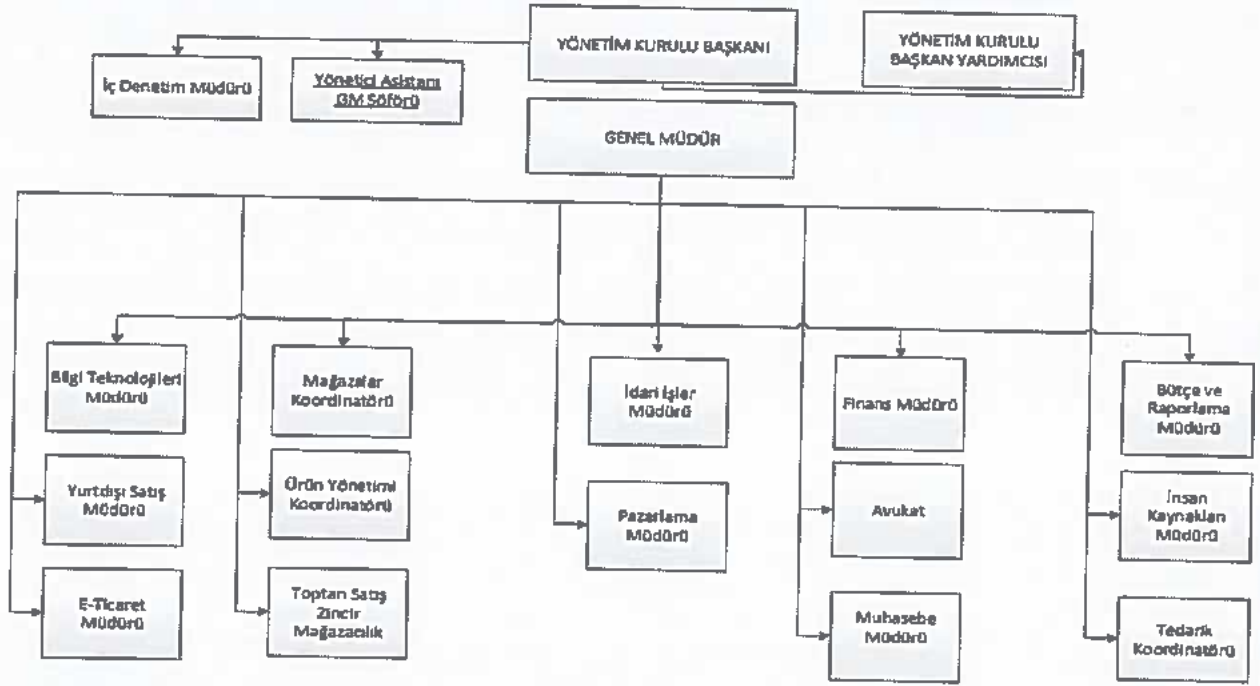 YÖNETİM KURULU BAŞKANI
YÖNETİM KURULU
BAŞKAN YARDIMCISI
İç Denetim Müdürü
Yönetici Asistanı
GM Şöförü
GENEL MÜDÜR
Bilgi Teknolojileri
Müdürü
Mağazalar
Koordinatörü
İdari İşler
Müdürü
Finans Müdürü
Bütçe ve
Raporlama
Müdürü
Yurtdışı Satış
Müdürü
Ürün Yönetimi
Koordinatörü
Pazarlama
Müdürü
Avukat
İnsan
Kaynakları
Müdürü
E-Ticaret
Müdürü
Toptan Satış
Zincir
Mağazacılık
Muhasebe
Müdürü
Tedarik
Koordinatörü